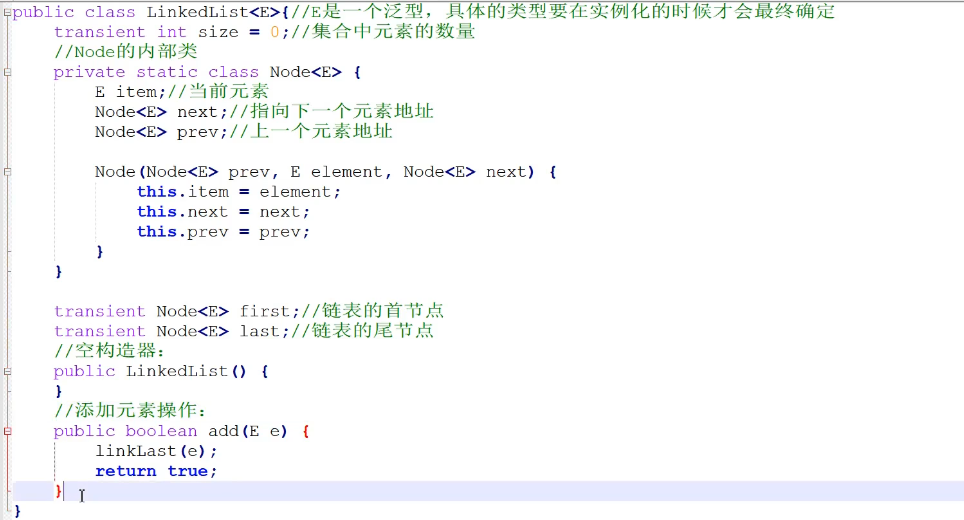 public class LinkedList<E>{//E是一个泛型，具体的类型要在实例化的时候才会最终确定
    transient int size = 0;//集合中元素的数量
    //Node的内部类
    private static class Node<E> {
        E item;//当前元素
        Node<E> next;//指向下一个元素地址
        Node<E> prev;//上一个元素地址

        Node(Node<E> prev, E element, Node<E> next) {
            this.item = element;
            this.next = next;
            this.prev = prev;
        }
    }

    transient Node<E> first;//链表的首节点
    transient Node<E> last;//链表的尾节点
    //空构造器：
    public LinkedList() {
    }
    //添加元素操作：
    public boolean add(E e) {
        linkLast(e);
        return true;
    }
}